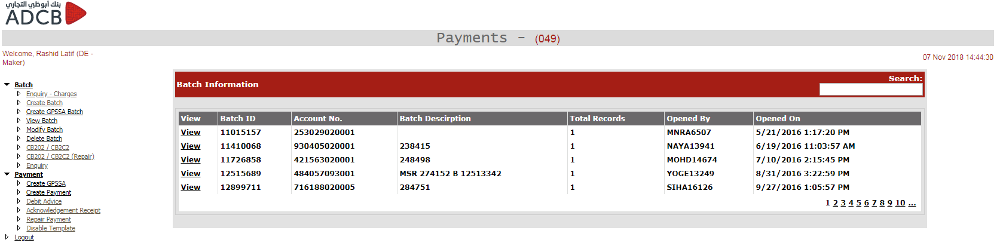 بنك أبوظبي التجاري
ADCB
Payments - (049)
Welcome, Rashid Latif (DE - Maker)
07 Nov 2018 14:44:30
Batch
Enquiry - Charges
Create Batch
Create GPSSA Batch
View Batch
Modify Batch
Delete Batch
CB202 / CB2C2
CB202 / CB2C2 (Repair)
Enquiry
Payment
Create GPSSA
Create Payment
Debit Advice
Acknowledgement Receipt
Repair Payment
Disable Template
Logout
Batch Information
Search:
View Batch ID Account No. Batch Descirption Total Records Opened By Opened On
View 11015157 253029020001 1 MNRA6507 5/21/2016 1:17:20 PM
View 11410068 930405020001 238415 1 NAYA13941 6/19/2016 11:03:57 AM
View 11726858 421563020001 248498 1 MOHD14674 7/10/2016 2:15:45 PM
View 12515689 484057093001 MSR 274152 B 12513342 1 YOGE13249 8/31/2016 3:22:59 PM
View 12899711 716188020005 284751 1 SIHA16126 9/27/2016 1:05:57 PM
1 2 3 4 5 6 7 8 9 10 ...